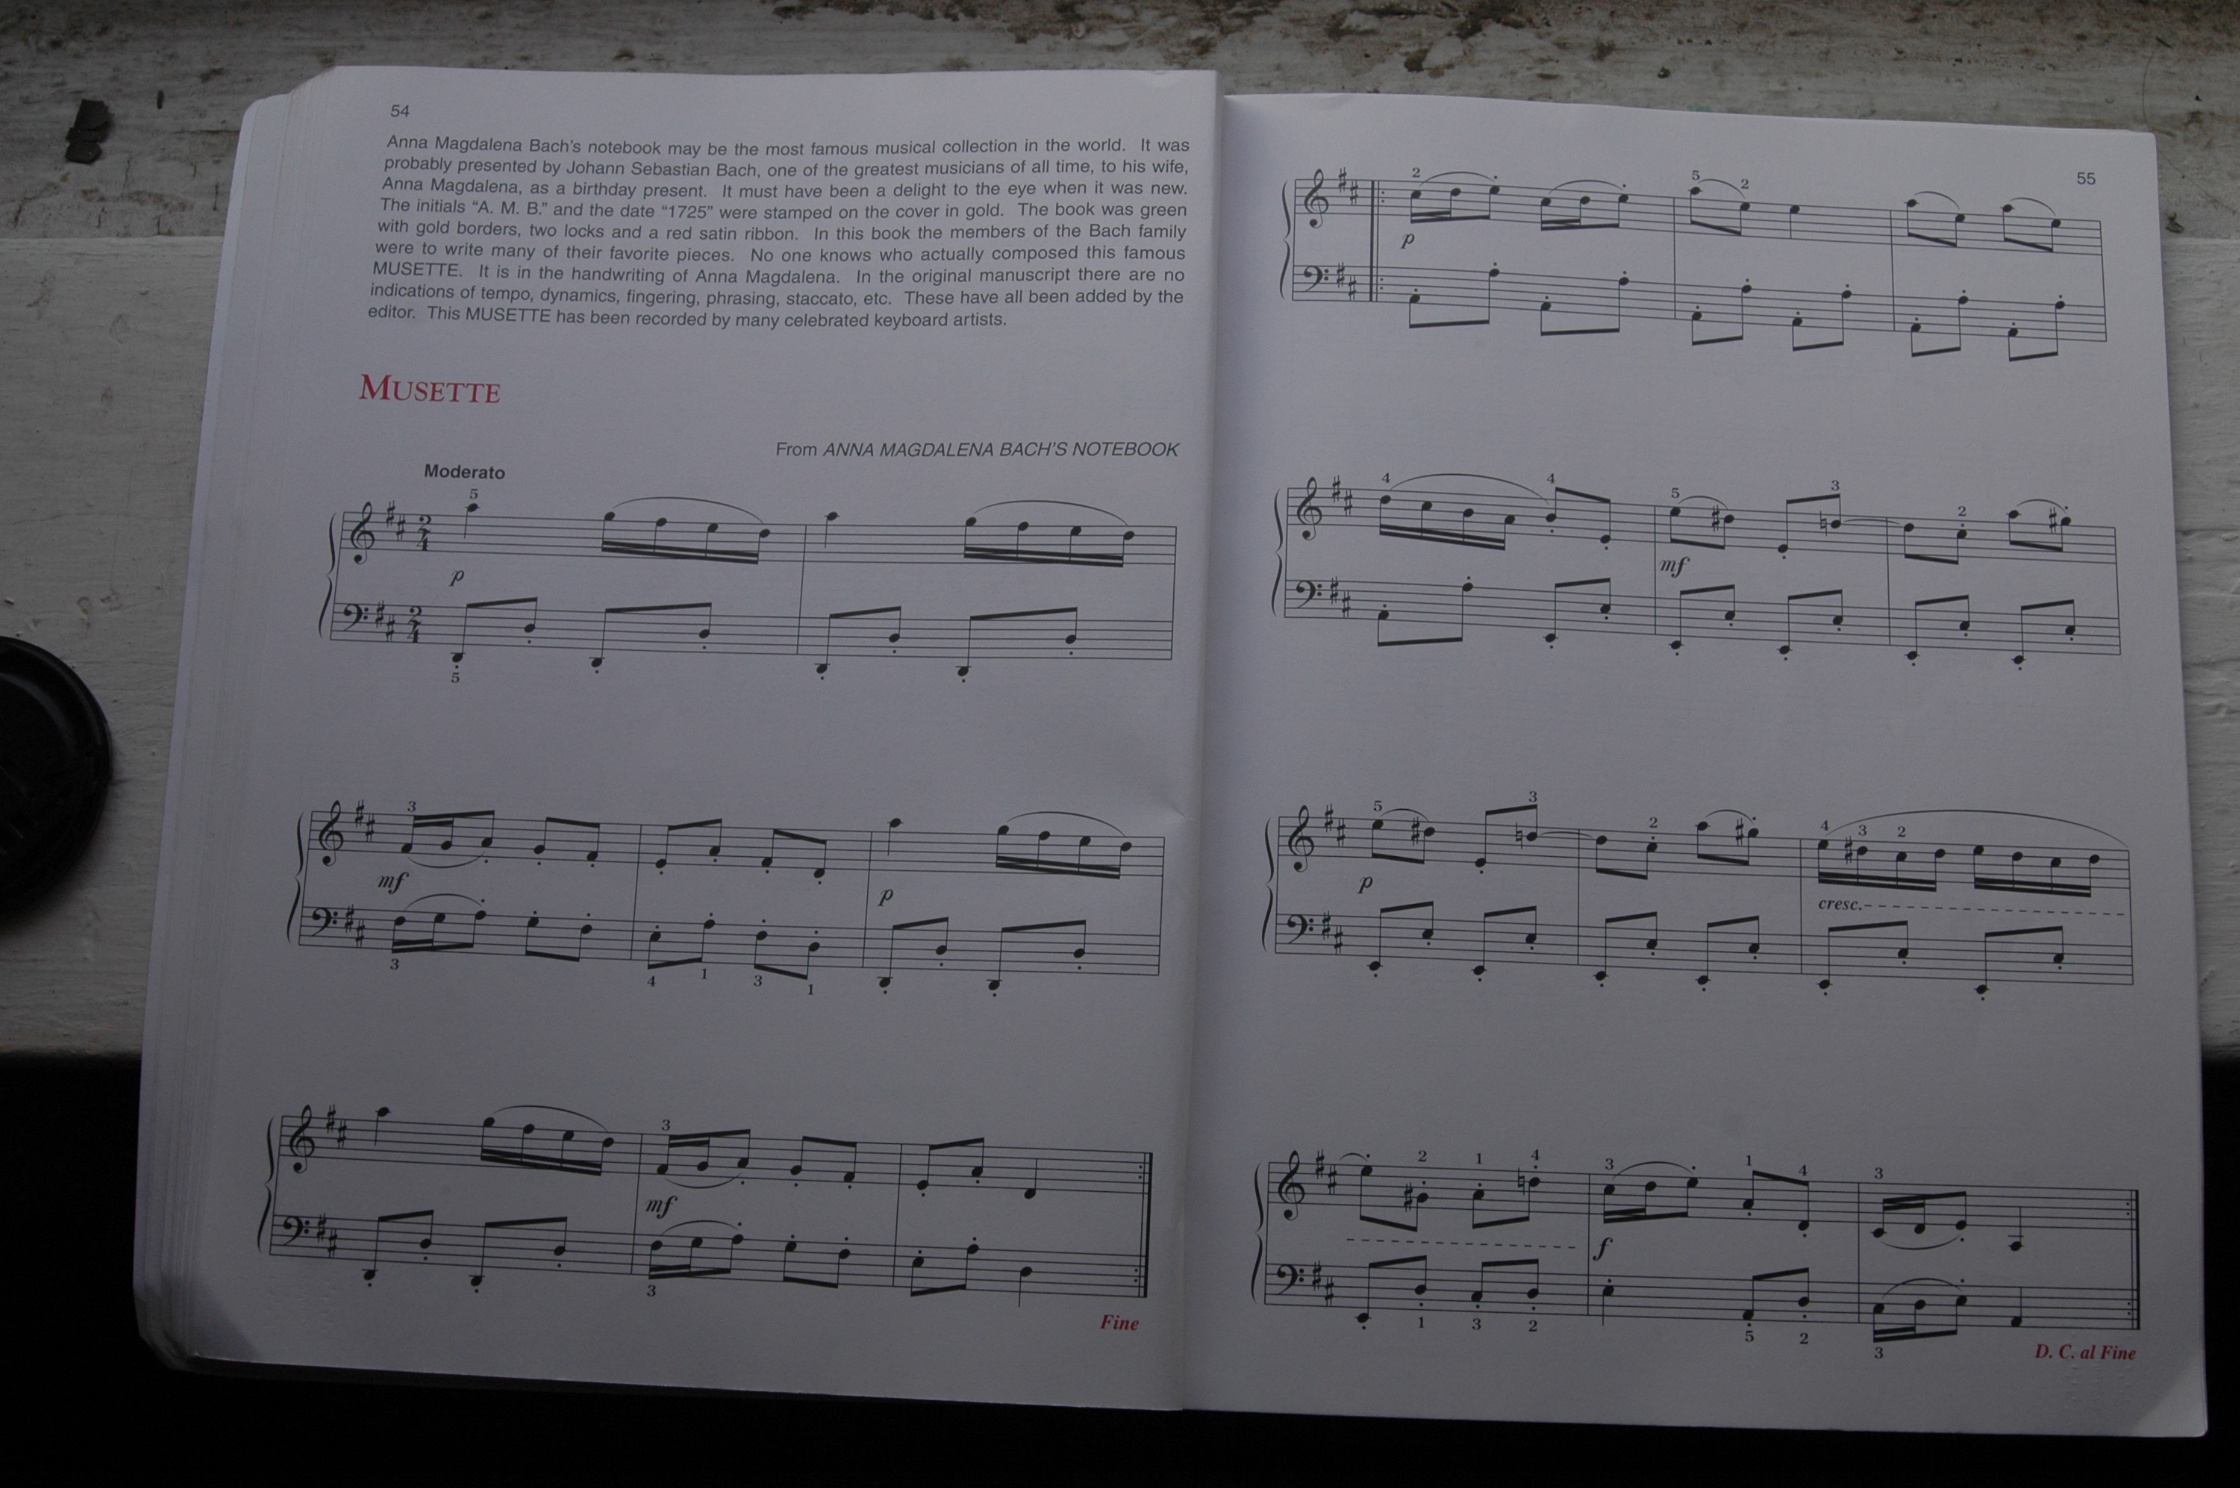 54
Anna Magdalena Bach's notebook may be the most famous musical collection in the world. It was
probably presented by Johann Sebastian Bach, one of the greatest musicians of all time, to his wife,
Anna Magdalena, as a birthday present. It must have been a delight to the eye when it was new.
The initials “A. M. B.” and the date “1725” were stamped on the cover in gold. The book was green
with gold borders, two locks and a red satin ribbon. In this book the members of the Bach family
were to write many of their favorite pieces. No one knows who actually composed this famous
MUSETTE. It is in the handwriting of Anna Magdalena. In the original manuscript there are no
indications of tempo, dynamics, fingering, phrasing, staccato, etc. These have all been added by the
editor. This MUSETTE has been recorded by many celebrated keyboard artists.
MUSETTE
From ANNA MAGDALENA BACH'S NOTEBOOK
Moderato
5
2 4
p
2 4
5
3
mf
p
3
4 1 3 1
3
mf
3
Fine
55
2 5 2
p
4 4 5 3 2
mf
5 3 2 4 3 2
p
cresc.
2 1 4 3 1 4 3
f
1 3 2 5 2 3
D. C. al Fine